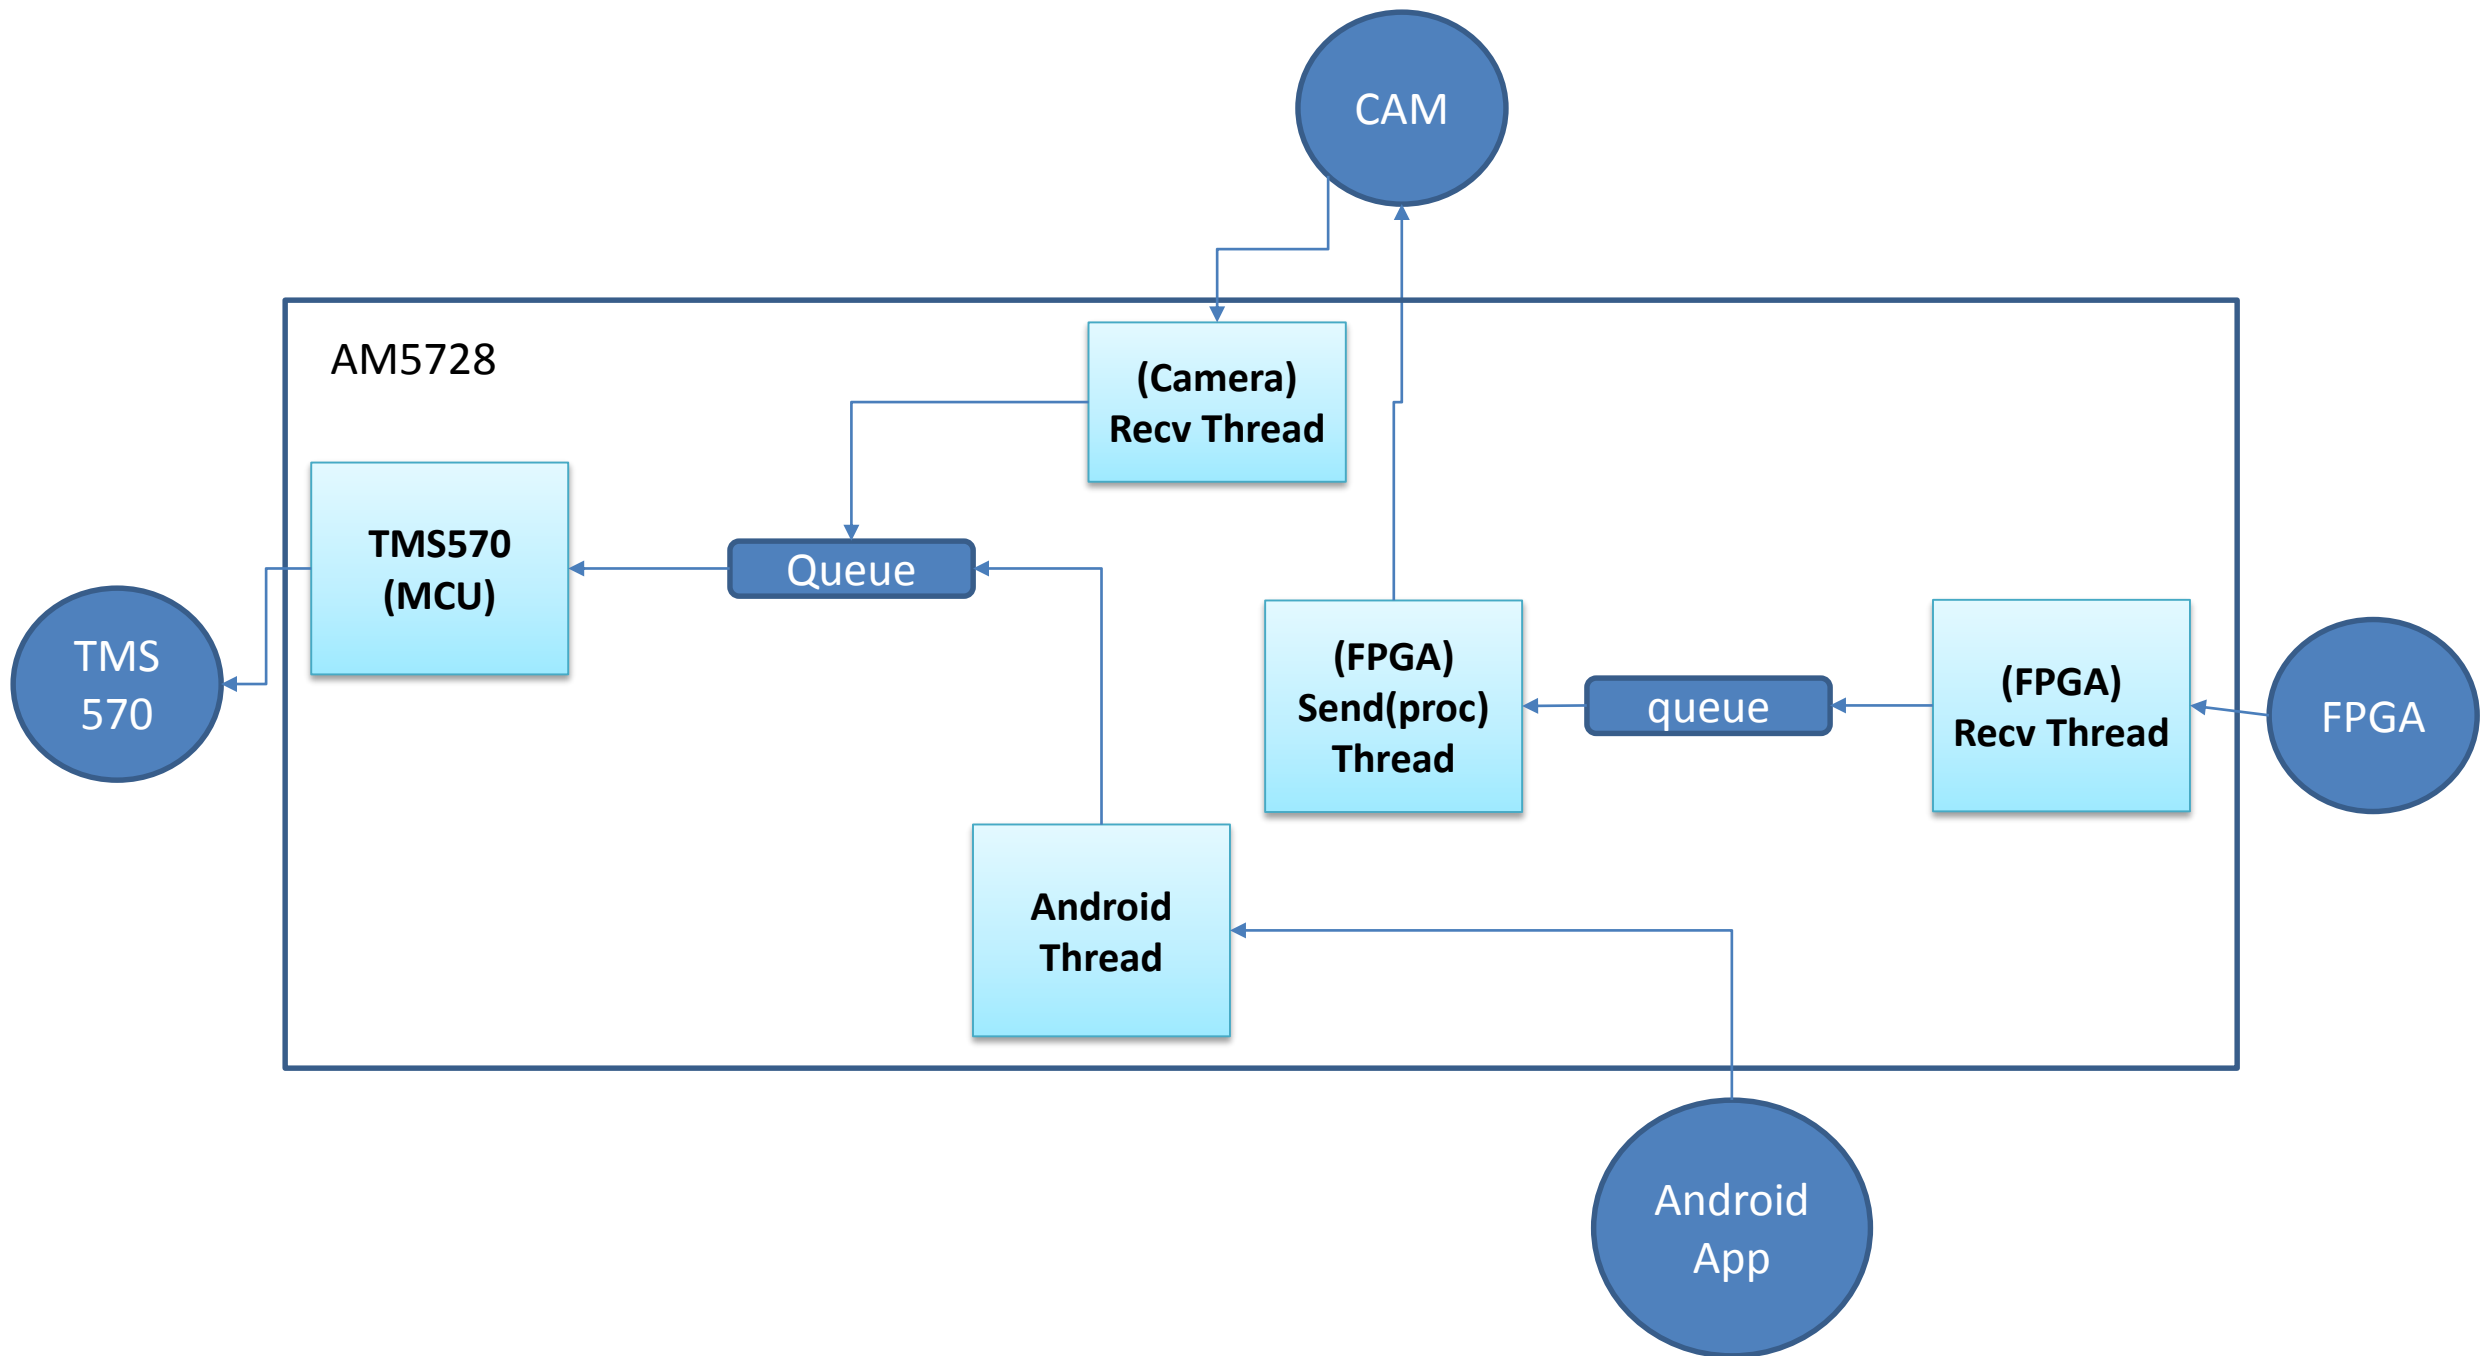 CAM
AM5728
(Camera)
Recv Thread
TMS570
(MCU)
Queue
TMS
570
(FPGA)
Send(proc)
Thread
queue
(FPGA)
Recv Thread
FPGA
Android
Thread
Android
App